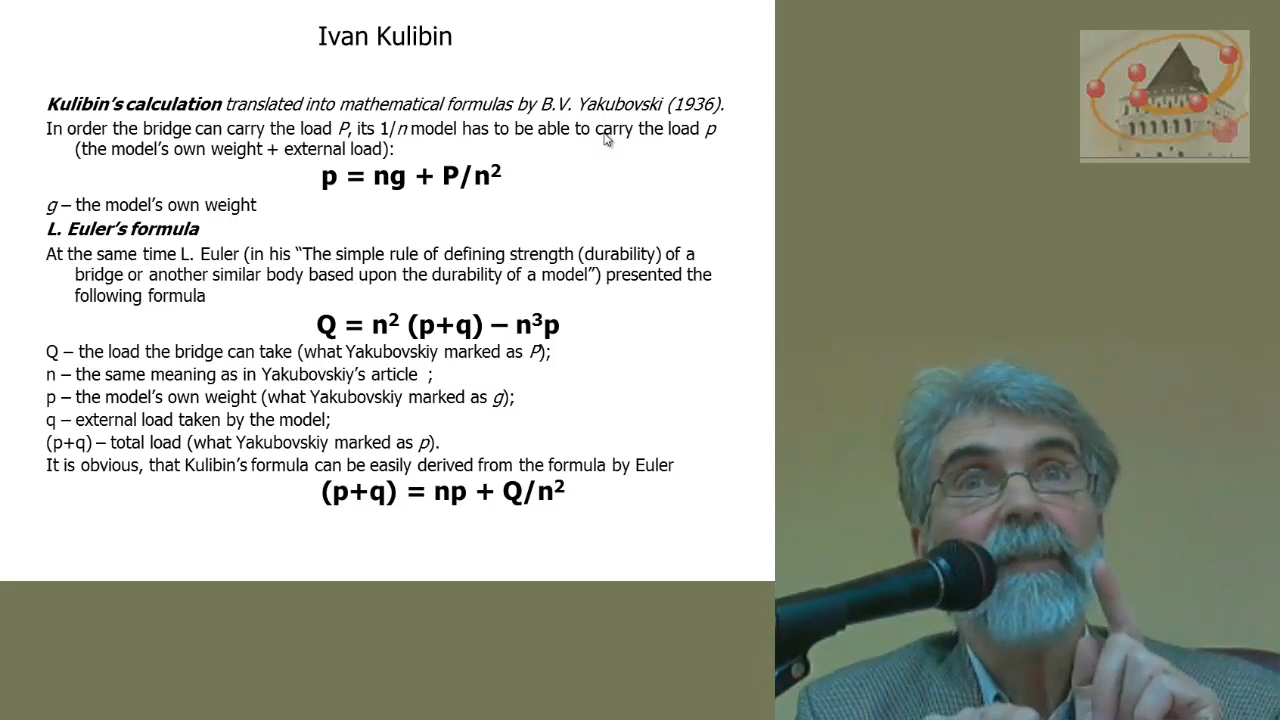 Ivan Kulibin
Kulibin's calculation translated into mathematical formulas by B.V. Yakubovski (1936).
In order the bridge can carry the load P, its 1/n model has to be able to carry the load p
(the model's own weight + external load):
p = ng + P/n²
g – the model's own weight
L. Euler's formula
At the same time L. Euler (in his “The simple rule of defining strength (durability) of a
bridge or another similar body based upon the durability of a model”) presented the
following formula
Q = n² (p+q) – n³p
Q – the load the bridge can take (what Yakubovskiy marked as P);
n – the same meaning as in Yakubovskiy's article ;
p – the model's own weight (what Yakubovskiy marked as g);
q – external load taken by the model;
(p+q) – total load (what Yakubovskiy marked as p).
It is obvious, that Kulibin's formula can be easily derived from the formula by Euler
(p+q) = np + Q/n²